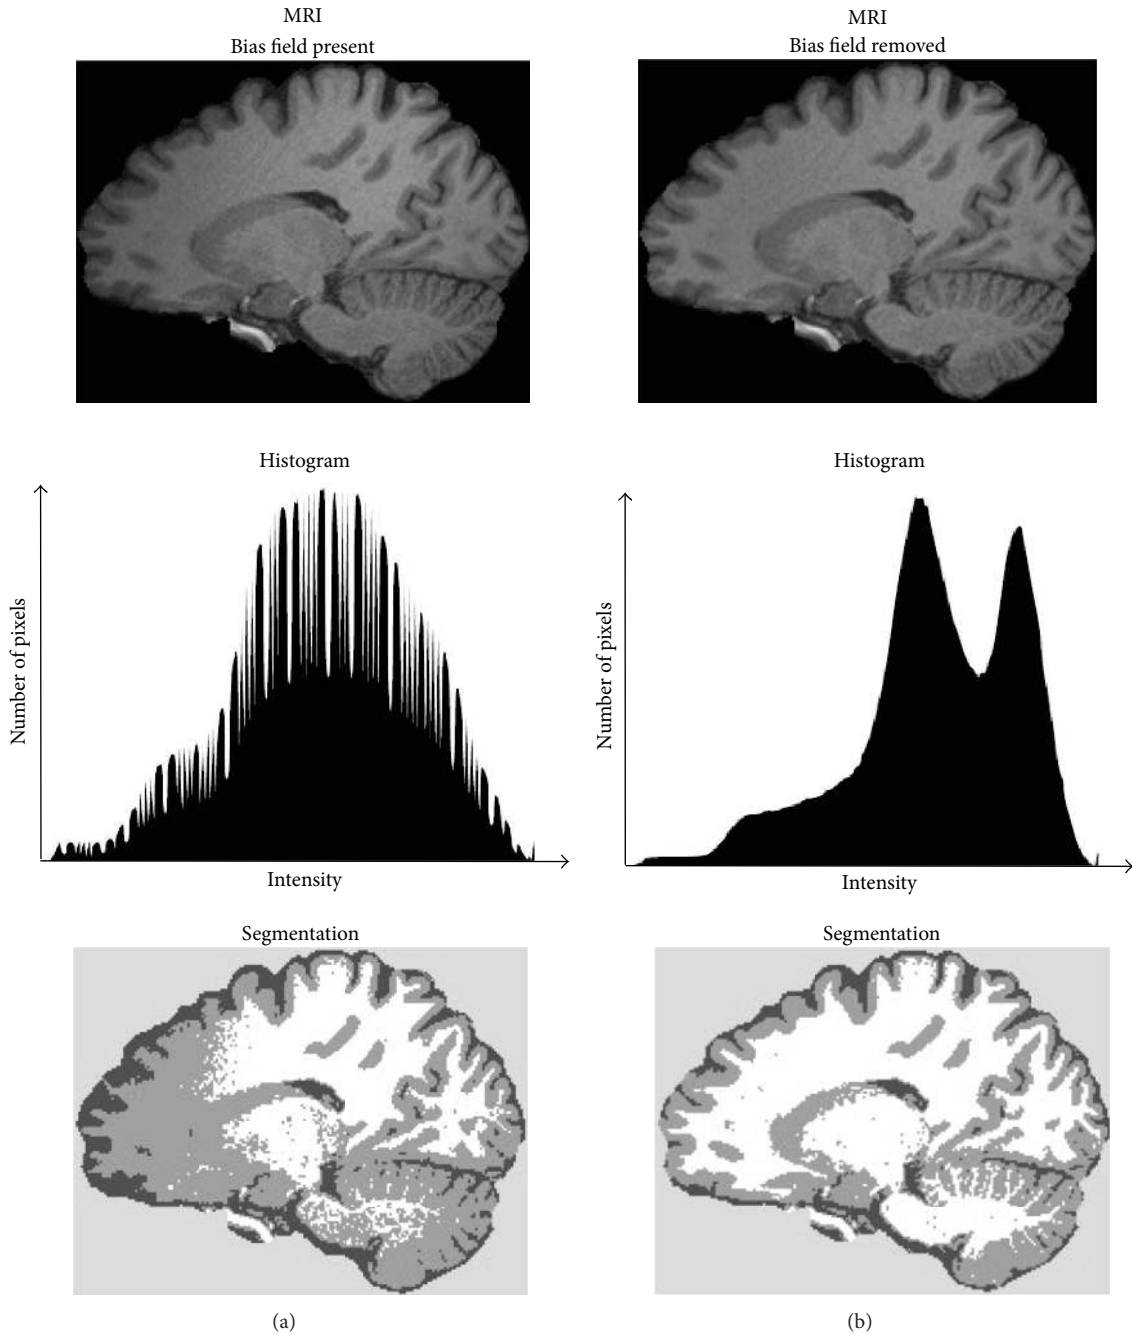 MRI
Bias field present
MRI
Bias field removed
Histogram
Number of pixels
Intensity
Histogram
Number of pixels
Intensity
Segmentation
Segmentation
(a)
(b)